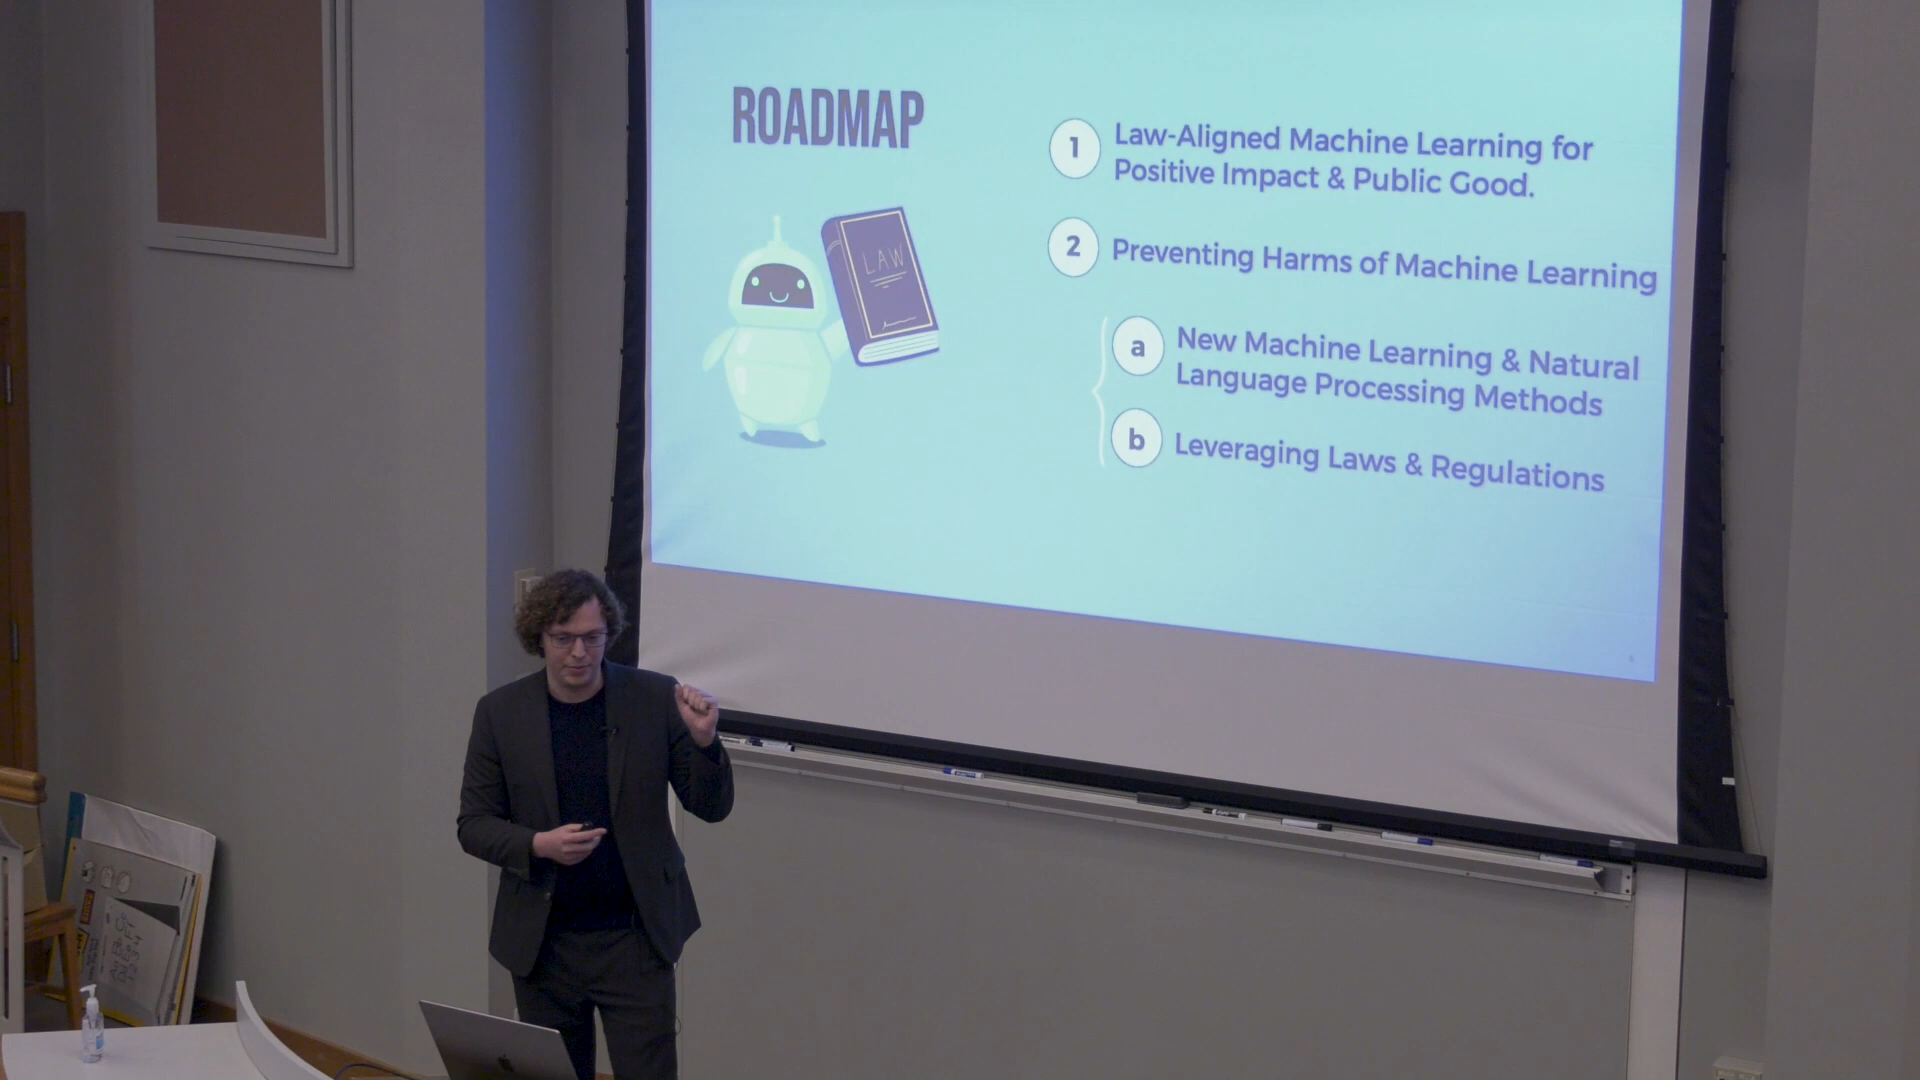 ROADMAP
LAW
1
Law-Aligned Machine Learning for
Positive Impact & Public Good.
2
Preventing Harms of Machine Learning
a
New Machine Learning & Natural
Language Processing Methods
b
Leveraging Laws & Regulations